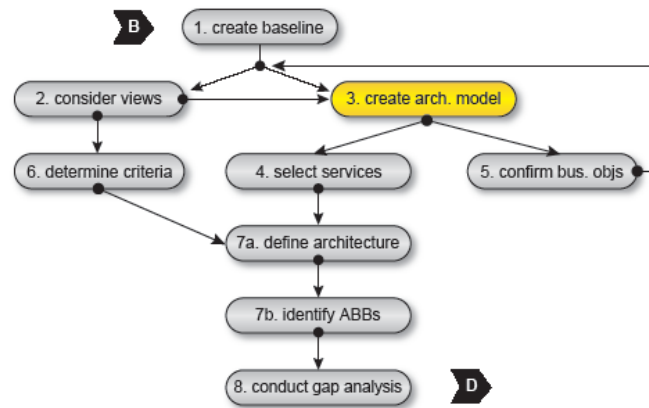 B
1. create baseline
2. consider views
3. create arch. model
6. determine criteria
4. select services
5. confirm bus. objs
7a. define architecture
7b. identify ABBs
8. conduct gap analysis
D